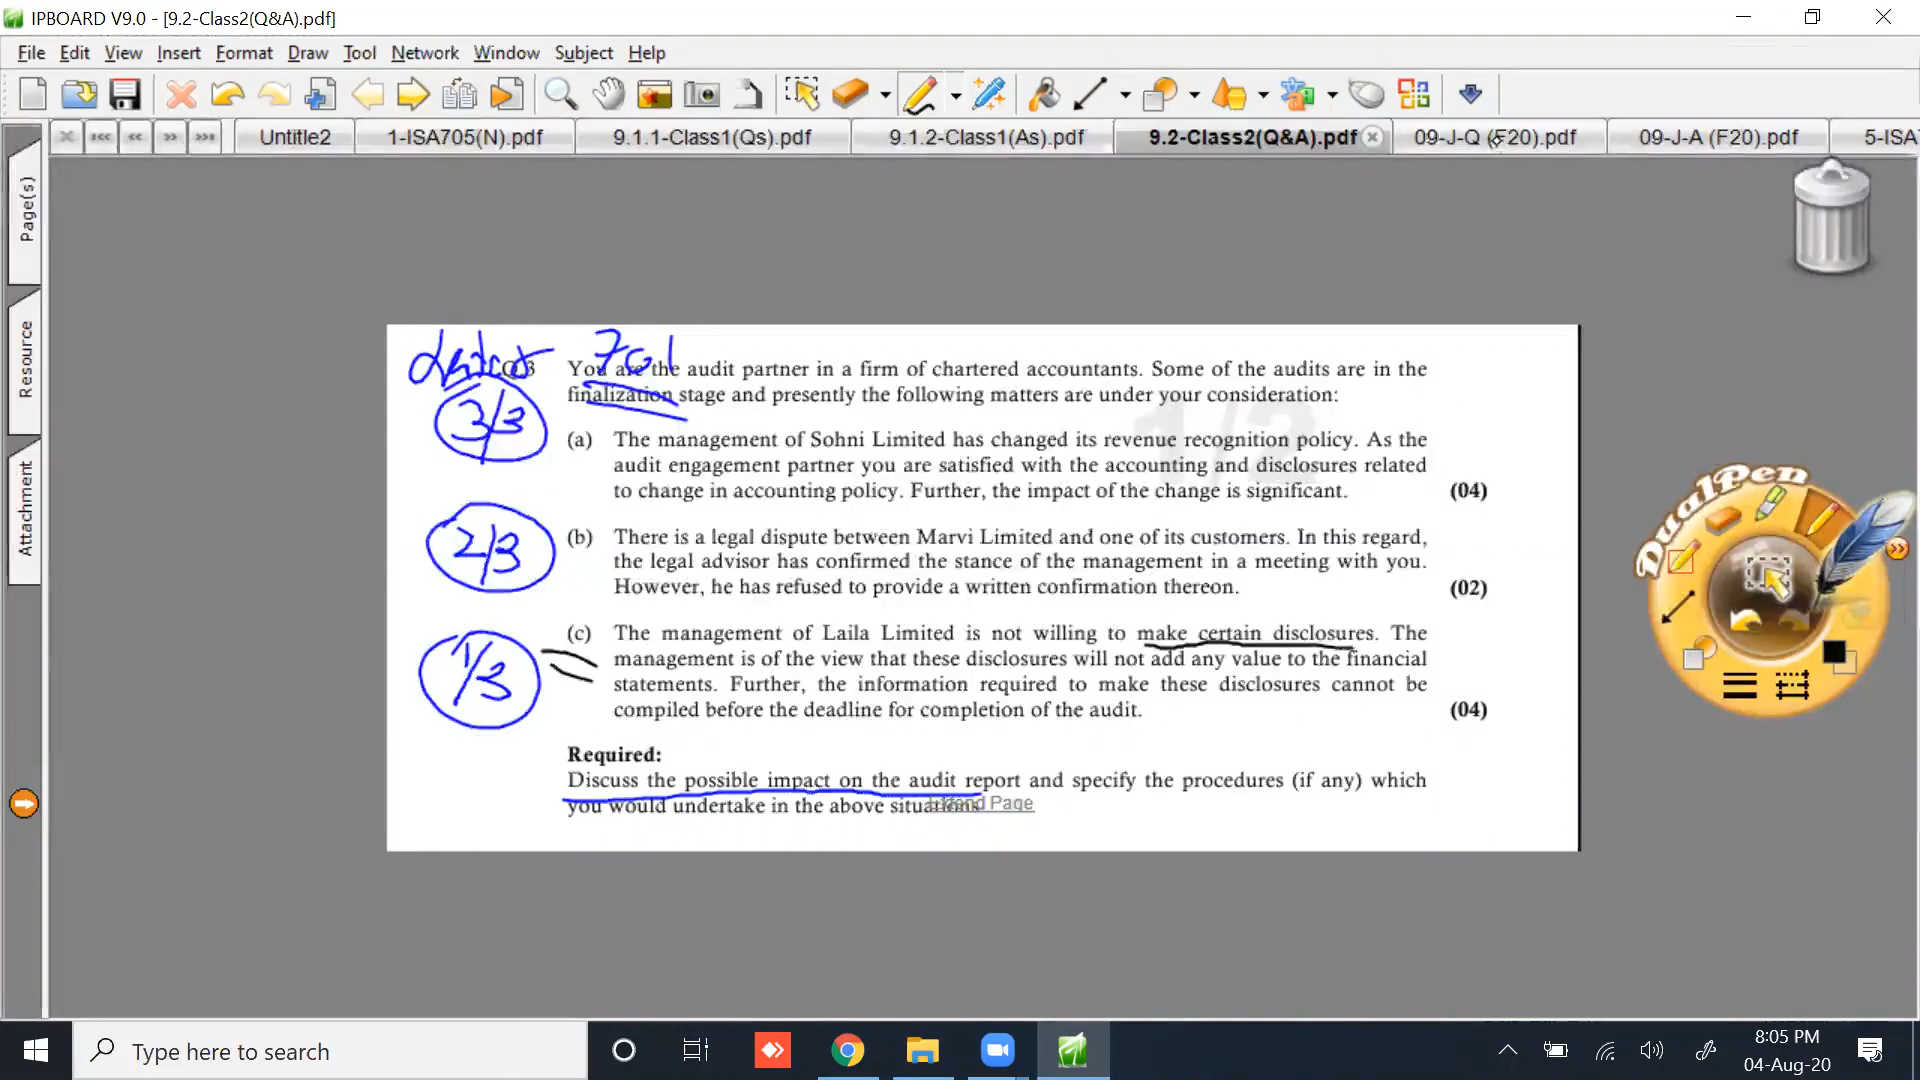 IPBOARD V9.0 - [9.2-Class2(Q&A).pdf]
File Edit View Insert Format Draw Tool Network Window Subject Help
Untitle2 1-ISA705(N).pdf 9.1.1-Class1(Qs).pdf 9.1.2-Class1(As).pdf 9.2-Class2(Q&A).pdf 09-J-Q (F20).pdf 09-J-A (F20).pdf 5-ISA
Page(s)
Resource
Attachment
701
Q.3 You are the audit partner in a firm of chartered accountants. Some of the audits are in the
finalization stage and presently the following matters are under your consideration:
3/3
1/2
(a) The management of Sohni Limited has changed its revenue recognition policy. As the
audit engagement partner you are satisfied with the accounting and disclosures related
to change in accounting policy. Further, the impact of the change is significant. (04)
2/3
(b) There is a legal dispute between Marvi Limited and one of its customers. In this regard,
the legal advisor has confirmed the stance of the management in a meeting with you.
However, he has refused to provide a written confirmation thereon. (02)
1/3
(c) The management of Laila Limited is not willing to make certain disclosures. The
management is of the view that these disclosures will not add any value to the financial
statements. Further, the information required to make these disclosures cannot be
compiled before the deadline for completion of the audit. (04)
Required:
Discuss the possible impact on the audit report and specify the procedures (if any) which
you would undertake in the above situations
Extend Page
DualPen
Type here to search
8:05 PM
04-Aug-20